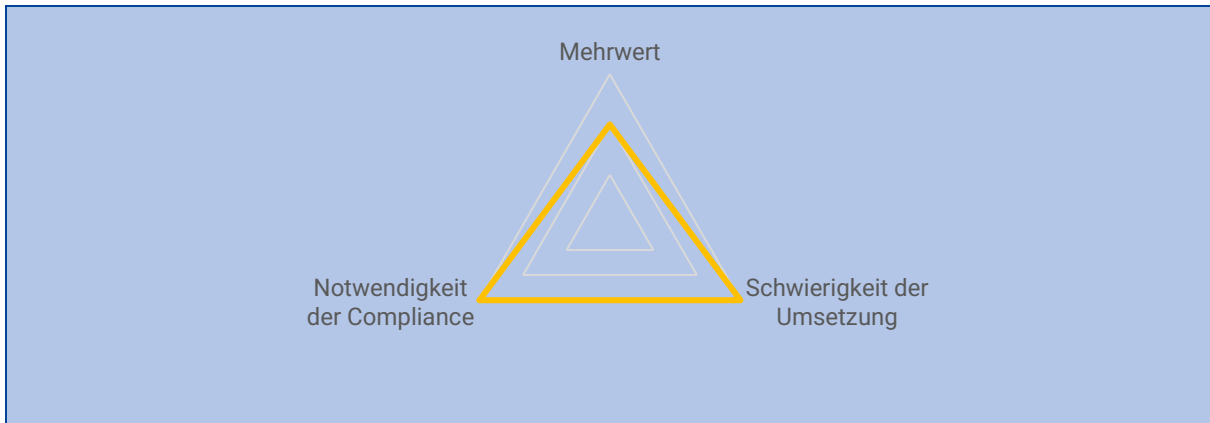 Mehrwert
Notwendigkeit
der Compliance
Schwierigkeit der
Umsetzung